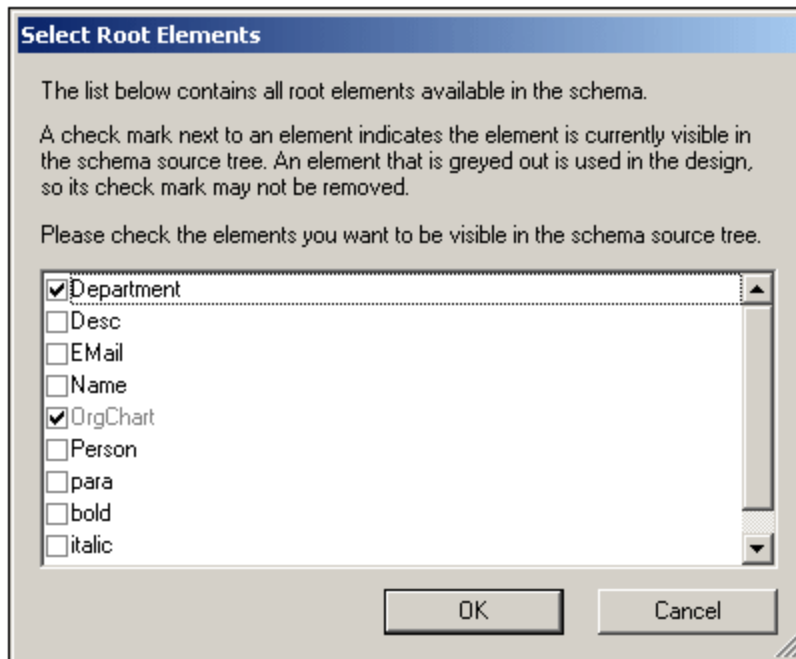 Select Root Elements
The list below contains all root elements available in the schema.
A check mark next to an element indicates the element is currently visible in
the schema source tree. An element that is greyed out is used in the design,
so its check mark may not be removed.
Please check the elements you want to be visible in the schema source tree.
Department
Desc
EMail
Name
OrgChart
Person
para
bold
italic
OK
Cancel